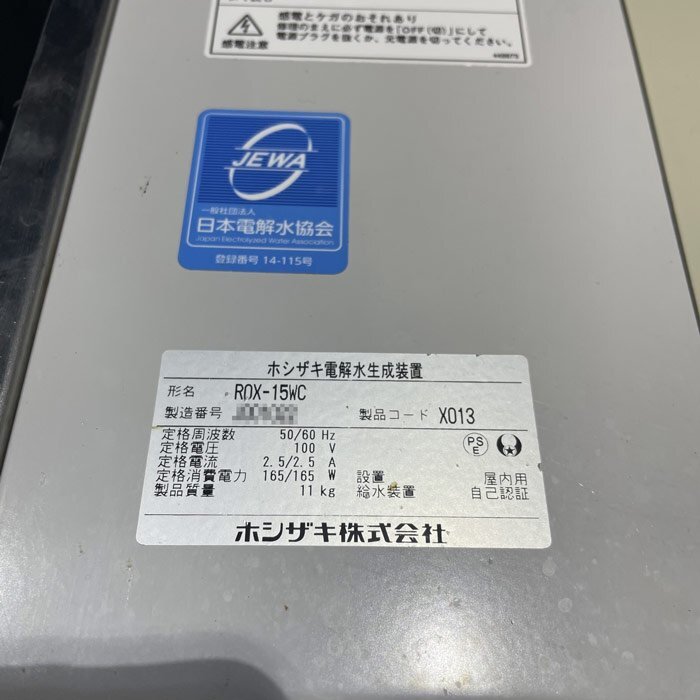 感電とケガのおそれあり
修理のまえに必ず電源を「OFF(切)」にして
電源プラグを抜くか、元電源を切ってください。
感電注意
JEWA
一般社団法人
日本電解水協会
Japan Electrolyzed Water Association
登録番号 14-115号
ホシザキ電解水生成装置
形名 ROX-15WC
製造番号
製品コード X013
定格周波数 50/60 Hz
定格電圧 100 V
定格電流 2.5/2.5 A
定格消費電力 165/165 W
製品質量 11 kg
PS
E
設置 屋内用
給水装置 自己認証
ホシザキ株式会社